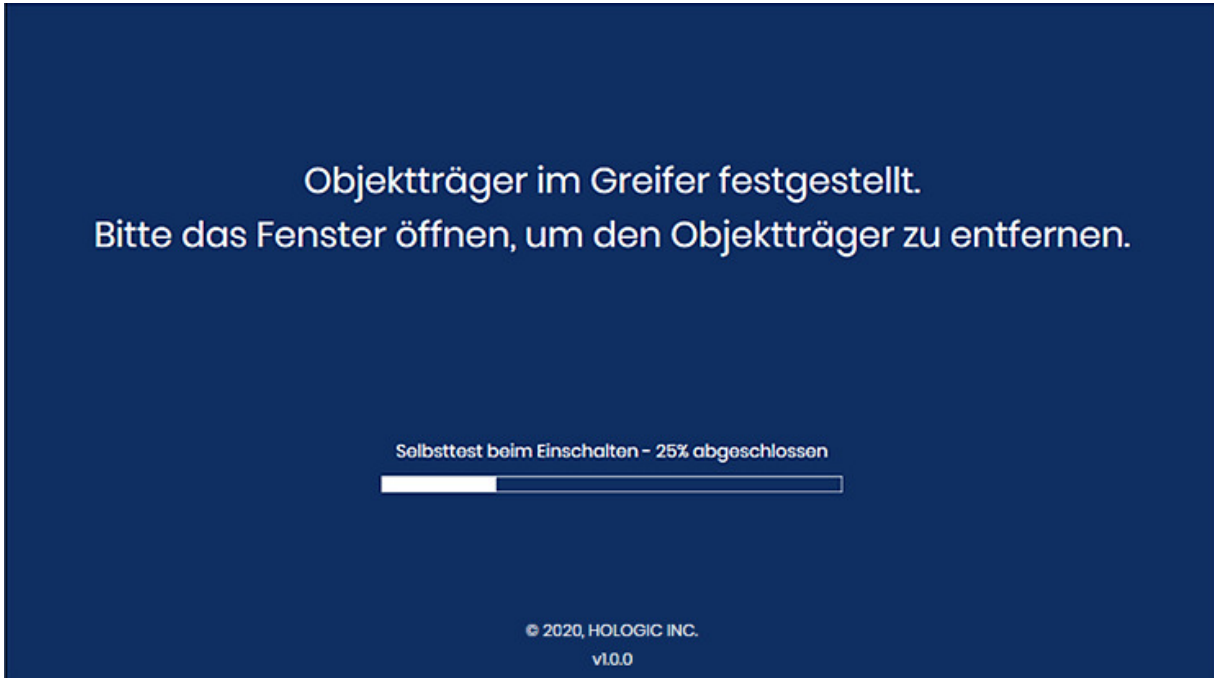 Objektträger im Greifer festgestellt.
Bitte das Fenster öffnen, um den Objektträger zu entfernen.
Selbsttest beim Einschalten - 25% abgeschlossen
© 2020, HOLOGIC INC.
v1.0.0